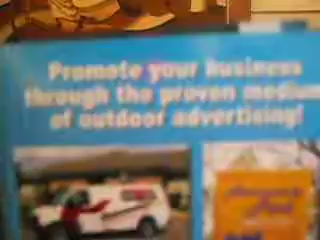 Promote your business
through the proven medium
of outdoor advertising!